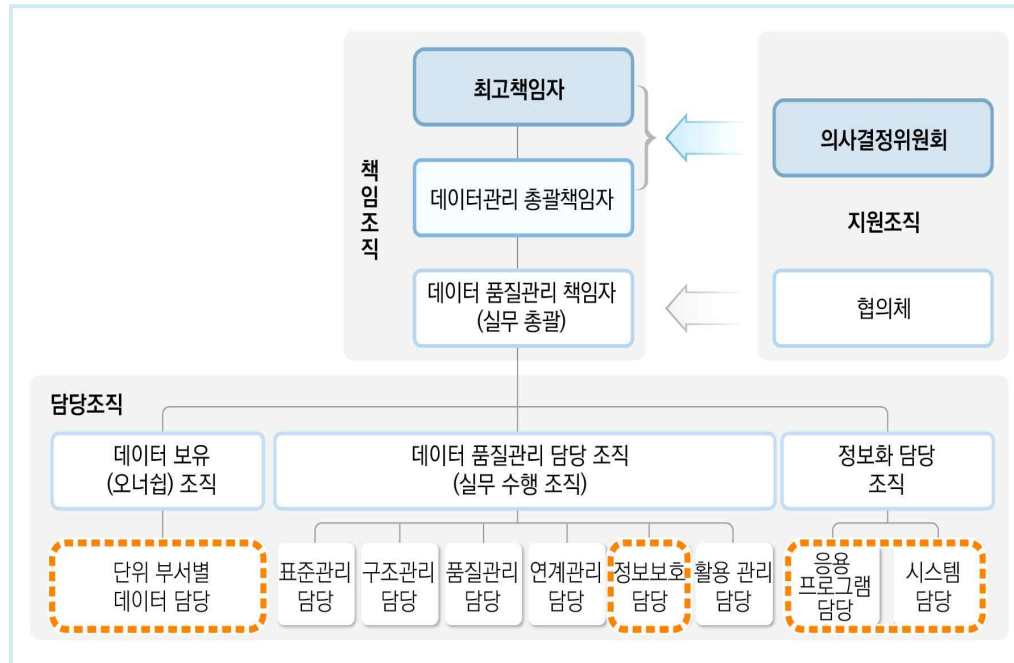 최고책임자
의사결정위원회
책임조직
데이터관리 총괄책임자
지원조직
데이터 품질관리 책임자
(실무 총괄)
협의체
담당조직
데이터 보유
(오너쉽) 조직
데이터 품질관리 담당 조직
(실무 수행 조직)
정보화 담당
조직
단위 부서별
데이터 담당
표준관리
담당
구조관리
담당
품질관리
담당
연계관리
담당
정보보호
담당
활용 관리
담당
응용
프로그램
담당
시스템
담당